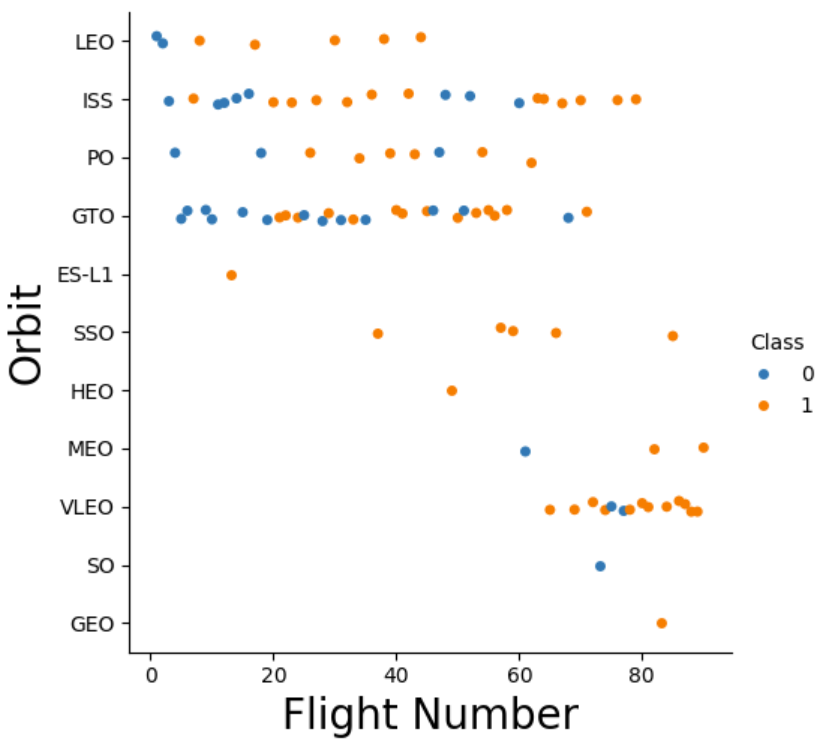 LEO
ISS
PO
GTO
ES-L1
SSO
HEO
MEO
VLEO
SO
GEO
Orbit
0 20 40 60 80
Flight Number
Class
0
1